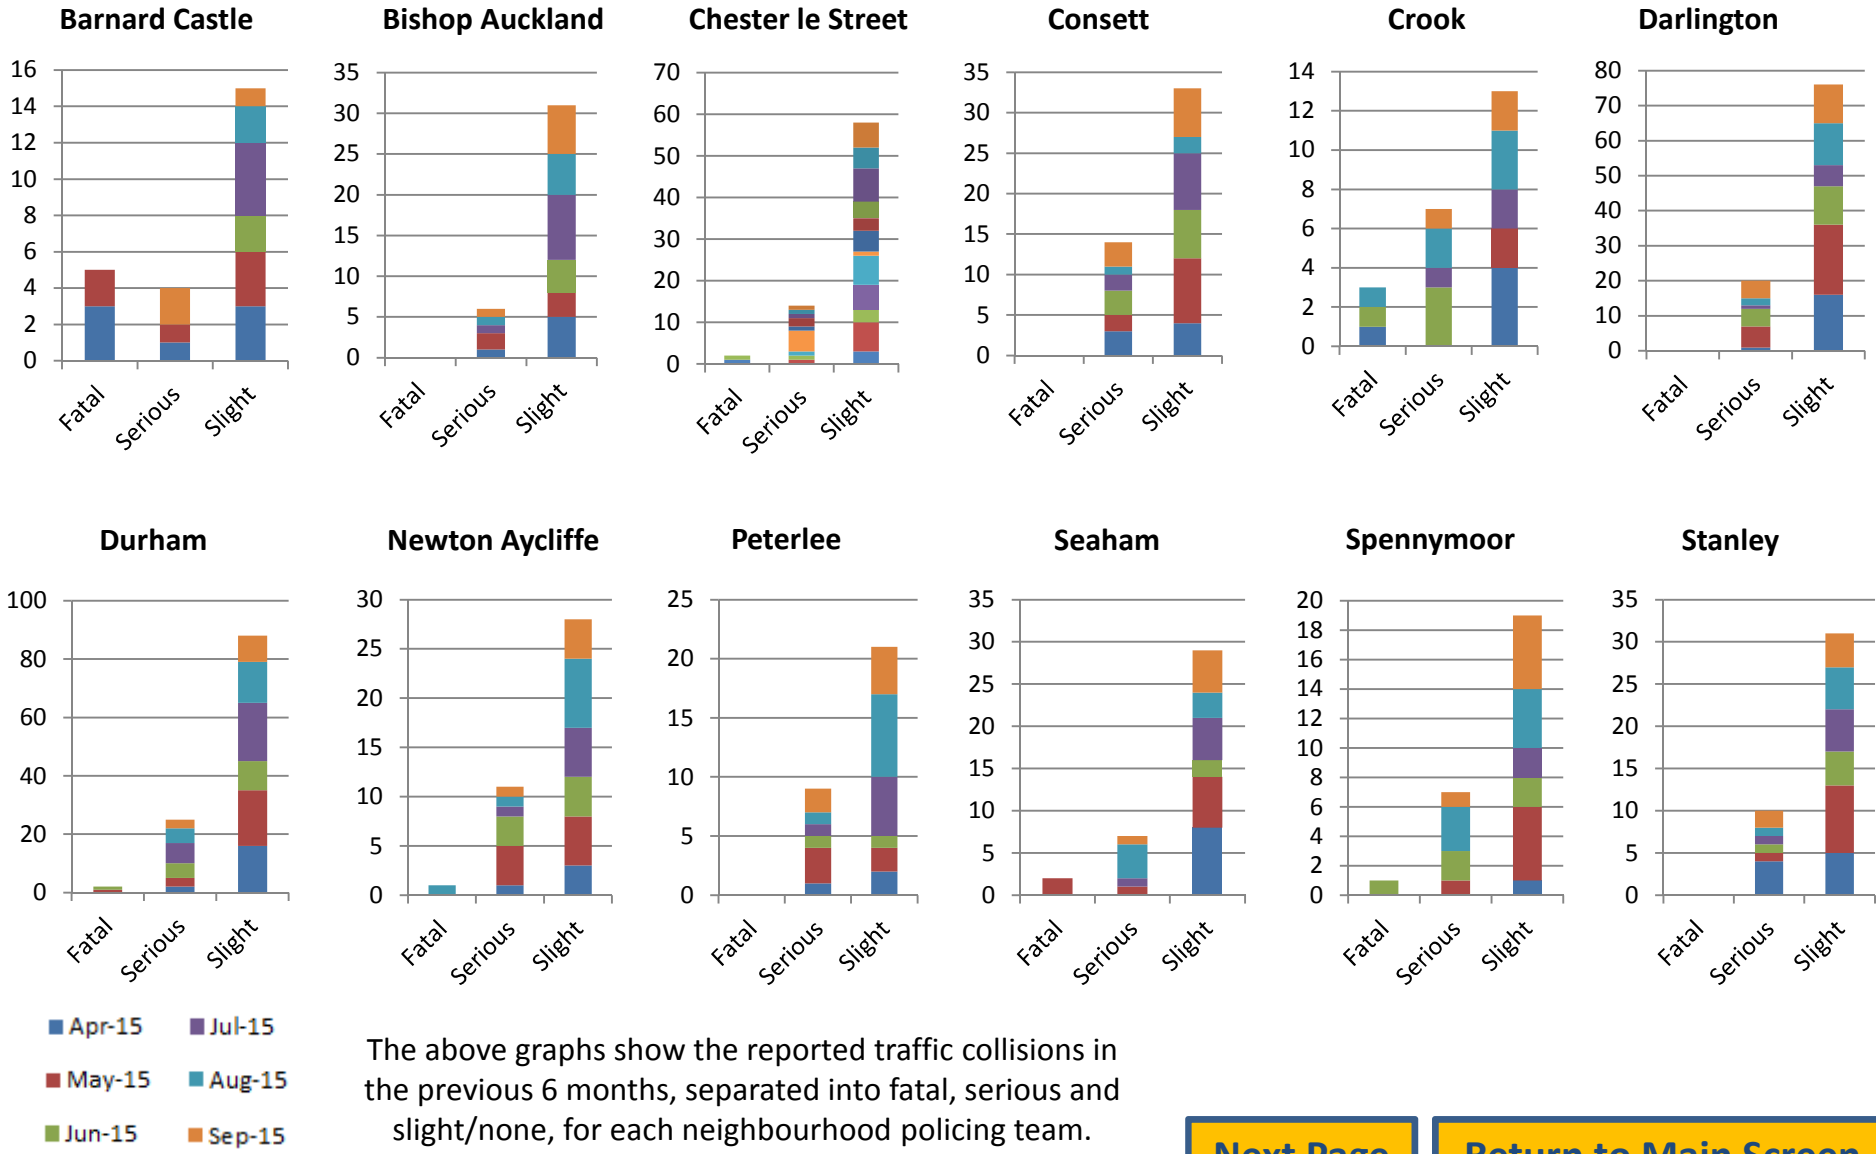 Barnard Castle
Bishop Auckland
Chester le Street
Consett
Crook
Darlington
16
14
12
10
8
6
4
2
0
Fatal
Serious
Slight
35
30
25
20
15
10
5
0
Fatal
Serious
Slight
70
60
50
40
30
20
10
0
Fatal
Serious
Slight
35
30
25
20
15
10
5
0
Fatal
Serious
Slight
14
12
10
8
6
4
2
0
Fatal
Serious
Slight
80
70
60
50
40
30
20
10
0
Fatal
Serious
Slight
Durham
Newton Aycliffe
Peterlee
Seaham
Spennymoor
Stanley
100
80
60
40
20
0
Fatal
Serious
Slight
30
25
20
15
10
5
0
Fatal
Serious
Slight
25
20
15
10
5
0
Fatal
Serious
Slight
35
30
25
20
15
10
5
0
Fatal
Serious
Slight
20
18
16
14
12
10
8
6
4
2
0
Fatal
Serious
Slight
35
30
25
20
15
10
5
0
Fatal
Serious
Slight
Apr-15
Jul-15
May-15
Aug-15
Jun-15
Sep-15
The above graphs show the reported traffic collisions in
the previous 6 months, separated into fatal, serious and
slight/none, for each neighbourhood policing team.
Next Page
Return to Main Screen